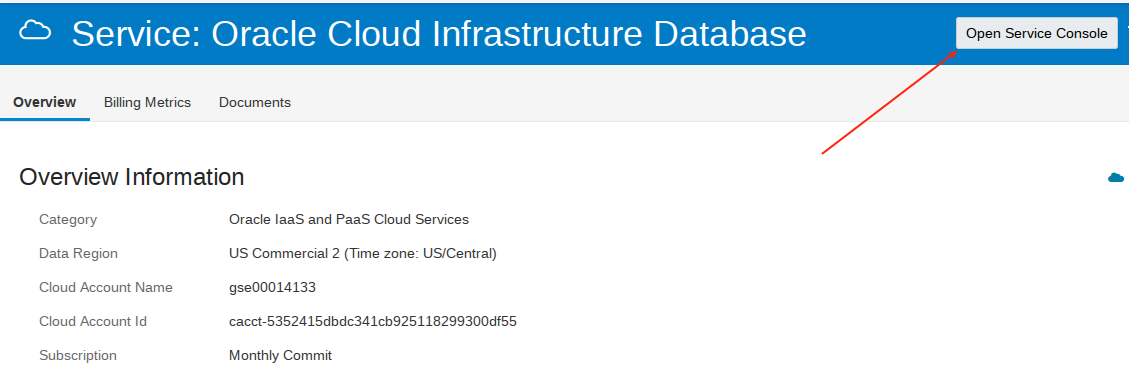 Service: Oracle Cloud Infrastructure Database
Open Service Console
Overview Billing Metrics Documents
Overview Information
Category Oracle IaaS and PaaS Cloud Services
Data Region US Commercial 2 (Time zone: US/Central)
Cloud Account Name gse00014133
Cloud Account Id cacct-5352415dbdc341cb925118299300df55
Subscription Monthly Commit